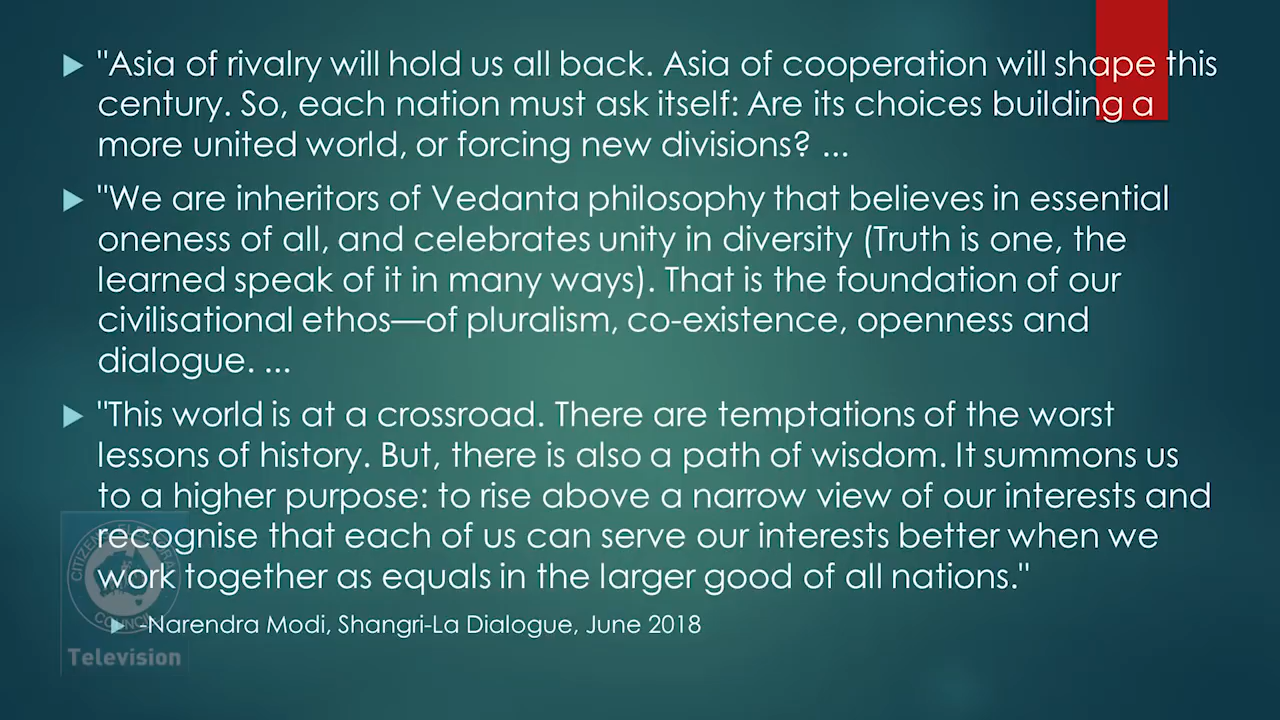 "Asia of rivalry will hold us all back. Asia of cooperation will shape this
century. So, each nation must ask itself: Are its choices building a
more united world, or forcing new divisions? ...
"We are inheritors of Vedanta philosophy that believes in essential
oneness of all, and celebrates unity in diversity (Truth is one, the
learned speak of it in many ways). That is the foundation of our
civilisational ethos—of pluralism, co-existence, openness and
dialogue. ...
"This world is at a crossroad. There are temptations of the worst
lessons of history. But, there is also a path of wisdom. It summons us
to a higher purpose: to rise above a narrow view of our interests and
recognise that each of us can serve our interests better when we
work together as equals in the larger good of all nations."
-Narendra Modi, Shangri-La Dialogue, June 2018
CITIZENS ELECTORAL
COUNCIL
Television